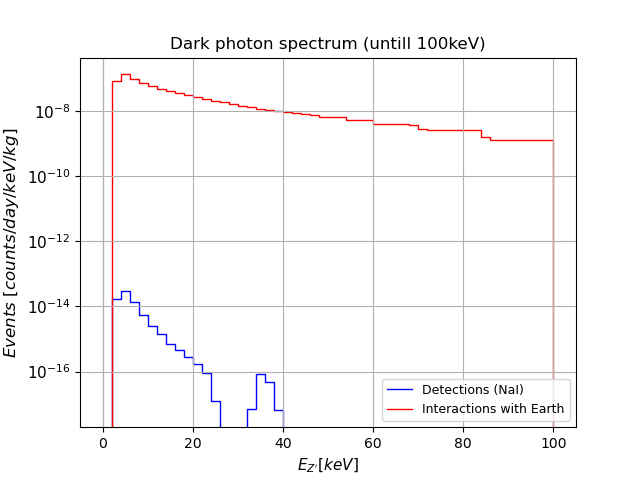 Dark photon spectrum (untill 100keV)
Events [counts/day/keV/kg]
10⁻⁸
10⁻¹⁰
10⁻¹²
10⁻¹⁴
10⁻¹⁶
Detections (NaI)
Interactions with Earth
0 20 40 60 80 100
E_Z′[keV]